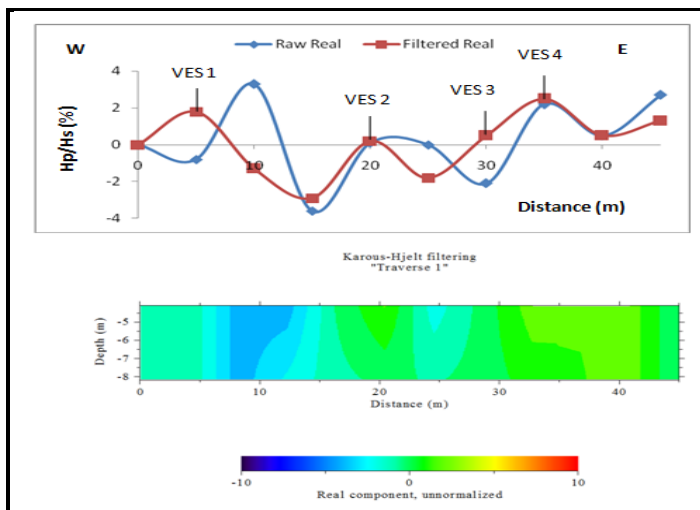 W
Raw Real
Filtered Real
E
4
2
0
-2
-4
Hp/Hs (%)
VES 1
VES 2
VES 3
VES 4
0
10
20
30
40
Distance (m)
Karous-Hjelt filtering
"Traverse 1"
Depth (m)
-5
-6
-7
-8
0
10
20
30
40
Distance (m)
-10
0
10
Real component, unnormalized